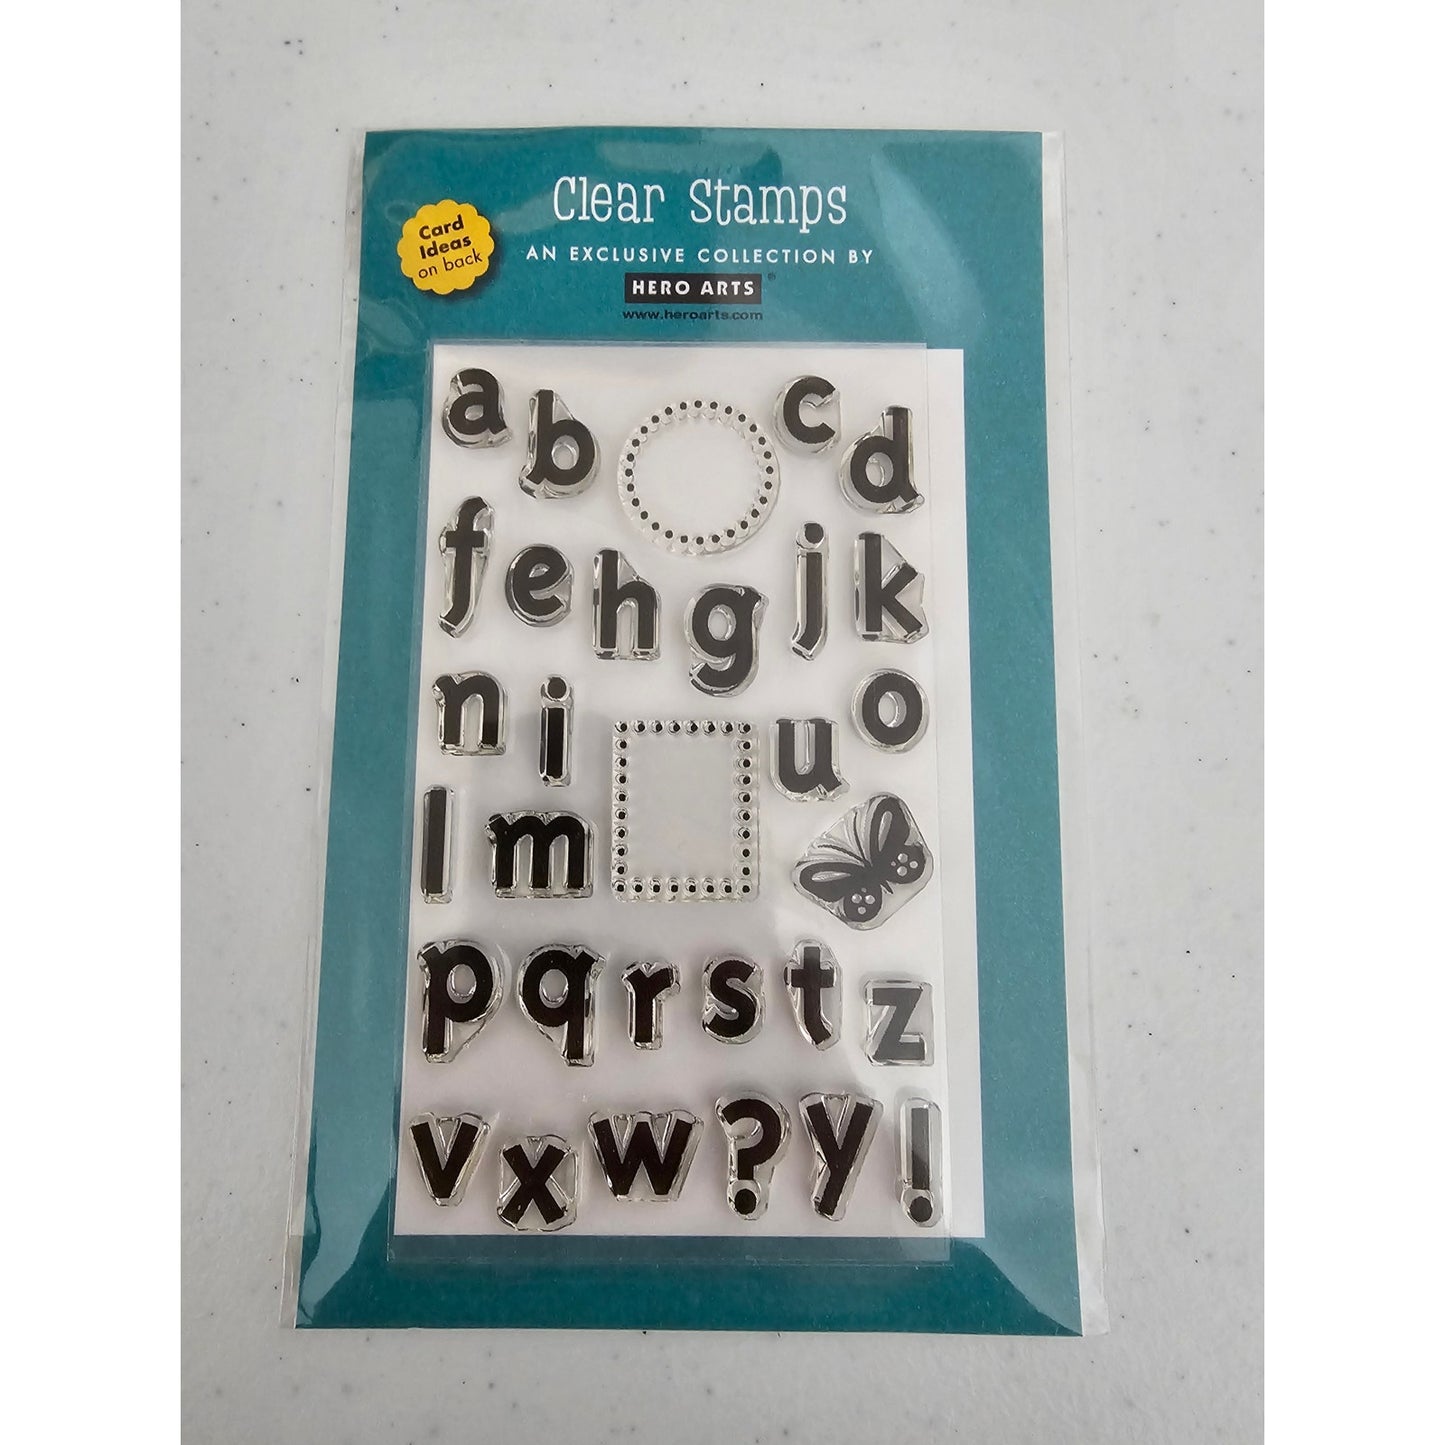 Clear Stamps
AN EXCLUSIVE COLLECTION BY
HERO ARTS®
www.heroarts.com
Card
Ideas
on back
a b c d
f e h g j k
n i u o
l m
p q r s t z
v x w ? y !